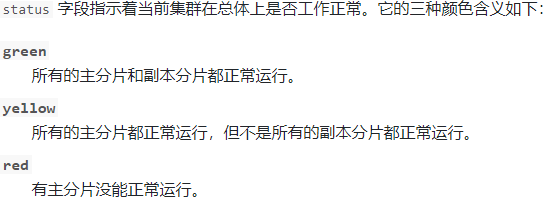 status 字段指示着当前集群在总体上是否工作正常。它的三种颜色含义如下：
green
所有的主分片和副本分片都正常运行。
yellow
所有的主分片都正常运行，但不是所有的副本分片都正常运行。
red
有主分片没能正常运行。